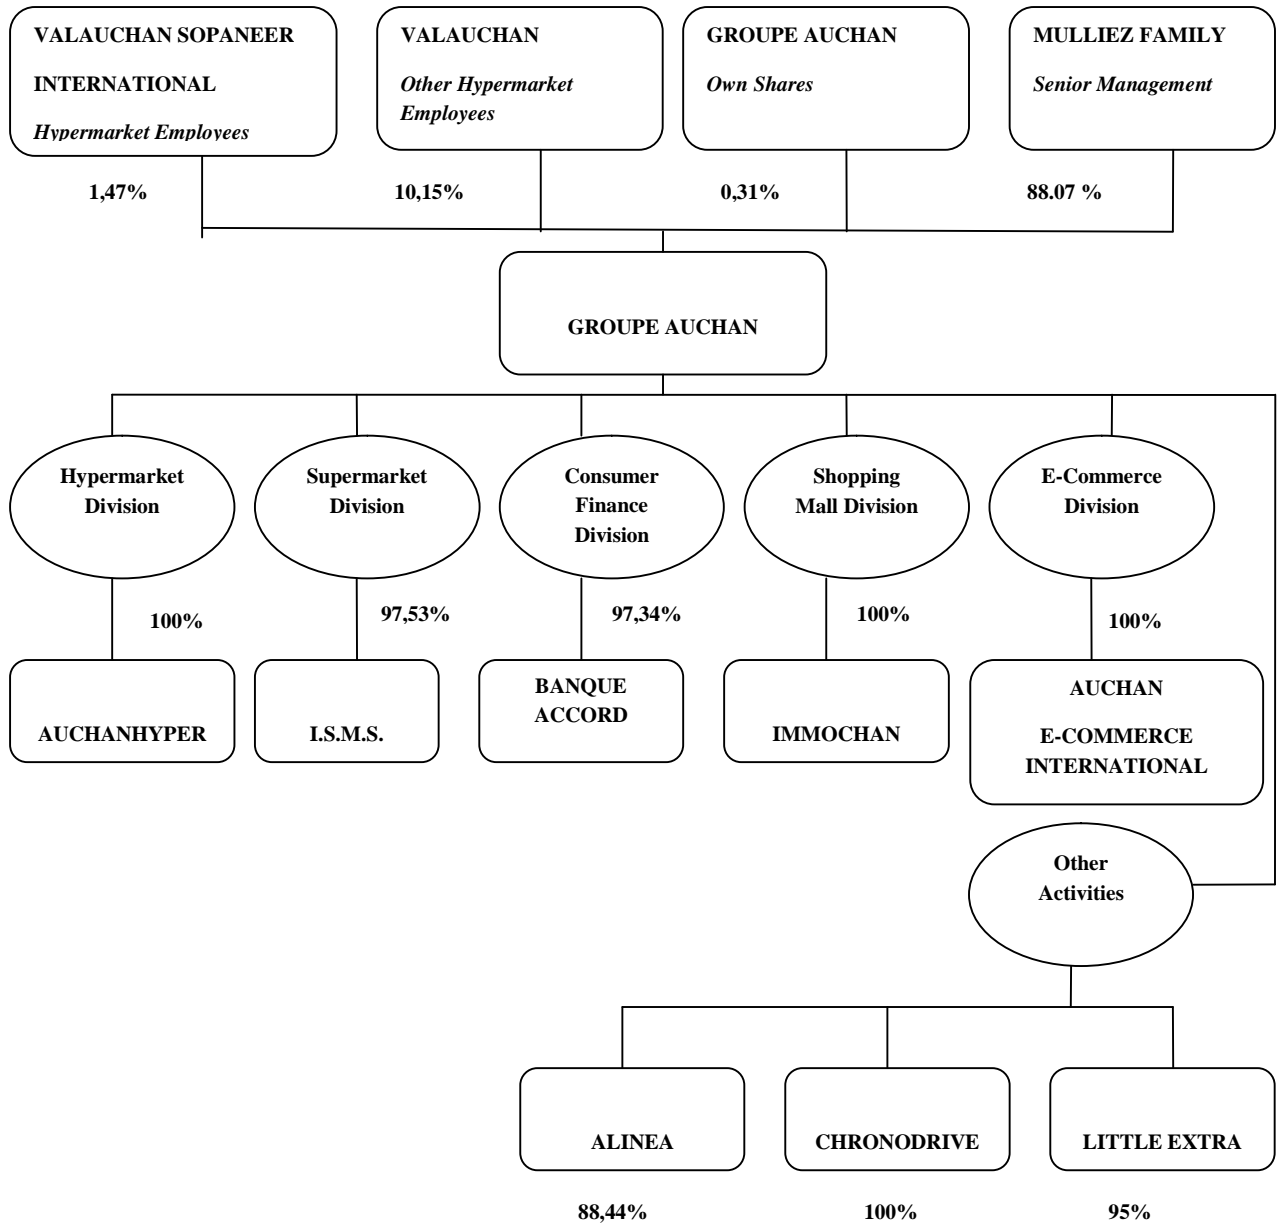 VALAUCHAN SOPANEER
INTERNATIONAL
Hypermarket Employees
VALAUCHAN
Other Hypermarket
Employees
GROUPE AUCHAN
Own Shares
MULLIEZ FAMILY
Senior Management
1,47%
10,15%
0,31%
88.07 %
GROUPE AUCHAN
Hypermarket
Division
Supermarket
Division
Consumer
Finance
Division
Shopping
Mall Division
E-Commerce
Division
100%
97,53%
97,34%
100%
100%
AUCHANHYPER
I.S.M.S.
BANQUE
ACCORD
IMMOCHAN
AUCHAN
E-COMMERCE
INTERNATIONAL
Other
Activities
ALINEA
CHRONODRIVE
LITTLE EXTRA
88,44%
100%
95%